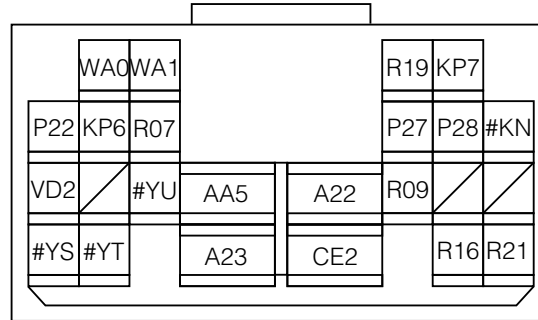 WA0 WA1 R19 KP7
P22 KP6 R07 P27 P28 #KN
VD2 #YU AA5 A22 R09
#YS #YT A23 CE2 R16 R21